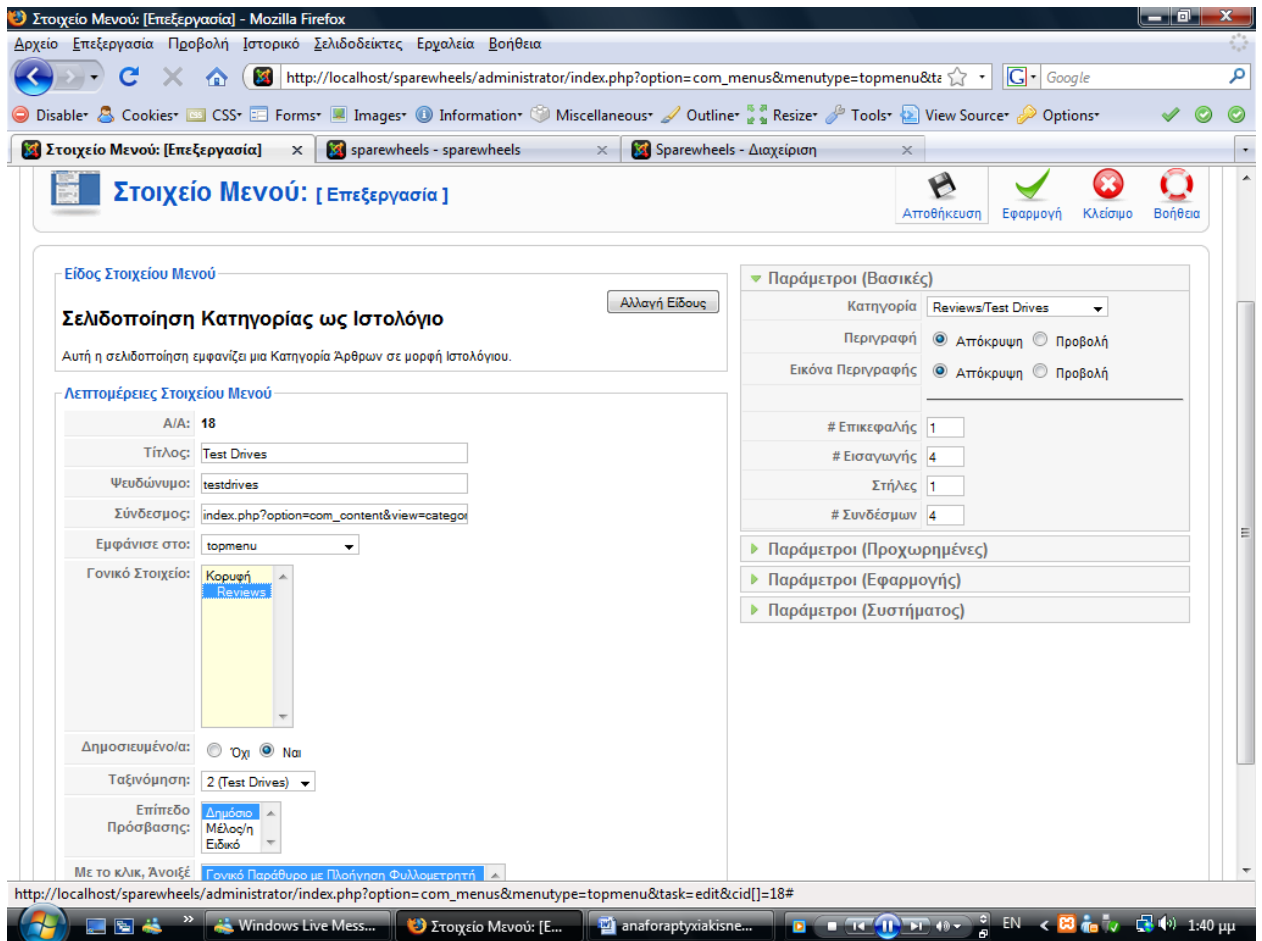 Στοιχείο Μενού: [Επεξεργασία] - Mozilla Firefox
Αρχείο Επεξεργασία Προβολή Ιστορικό Σελιδοδείκτες Εργαλεία Βοήθεια
http://localhost/sparewheels/administrator/index.php?option=com_menus&menutype=topmenu&ta
Google
Disable Cookies CSS Forms Images Information Miscellaneous Outline Resize Tools View Source Options
Στοιχείο Μενού: [Επεξεργασία] sparewheels - sparewheels Sparewheels - Διαχείριση
Στοιχείο Μενού: [ Επεξεργασία ]
Αποθήκευση Εφαρμογή Κλείσιμο Βοήθεια
Είδος Στοιχείου Μενού
Αλλαγή Είδους
Σελιδοποίηση Κατηγορίας ως Ιστολόγιο
Αυτή η σελιδοποίηση εμφανίζει μια Κατηγορία Άρθρων σε μορφή Ιστολόγιου.
Λεπτομέρειες Στοιχείου Μενού
Α/Α: 18
Τίτλος: Test Drives
Ψευδώνυμο: testdrives
Σύνδεσμος: index.php?option=com_content&view=categor
Εμφάνισε στο: topmenu
Γονικό Στοιχείο: Κορυφή
Reviews
Δημοσιευμένο/α: Όχι Ναι
Ταξινόμηση: 2 (Test Drives)
Επίπεδο Πρόσβασης: Δημόσιο
Μέλος/η
Ειδικό
Με το κλικ, Άνοιξέ Γονικό Παράθυρο με Πλοήγηση Φυλλομετρητή
Παράμετροι (Βασικές)
Κατηγορία Reviews/Test Drives
Περιγραφή Απόκρυψη Προβολή
Εικόνα Περιγραφής Απόκρυψη Προβολή
# Επικεφαλής 1
# Εισαγωγής 4
Στήλες 1
# Συνδέσμων 4
Παράμετροι (Προχωρημένες)
Παράμετροι (Εφαρμογής)
Παράμετροι (Συστήματος)
http://localhost/sparewheels/administrator/index.php?option=com_menus&menutype=topmenu&task=edit&cid[]=18#
Windows Live Mess... Στοιχείο Μενού: [Ε... anaforaptyxiakisne... EN 1:40 μμ